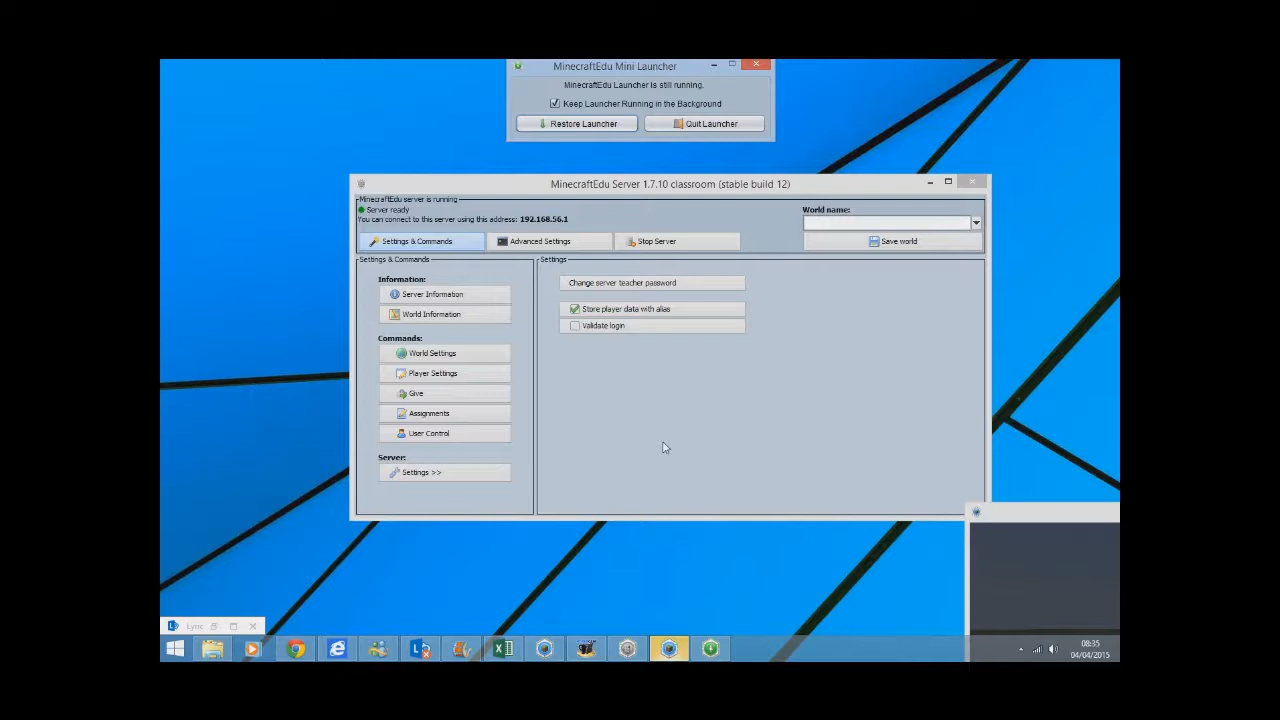 MinecraftEdu Mini Launcher
MinecraftEdu Launcher is still running.
Keep Launcher Running in the Background
Restore Launcher
Quit Launcher
MinecraftEdu Server 1.7.10 classroom (stable build 12)
MinecraftEdu server is running
Server ready
You can connect to this server using this address: 192.168.56.1
World name:
Settings & Commands
Advanced Settings
Stop Server
Save world
Settings & Commands
Information:
Server Information
World Information
Commands:
World Settings
Player Settings
Give
Assignments
User Control
Server:
Settings >>
Settings
Change server teacher password
Store player data with alias
Validate login
Lync
08:35
04/04/2015